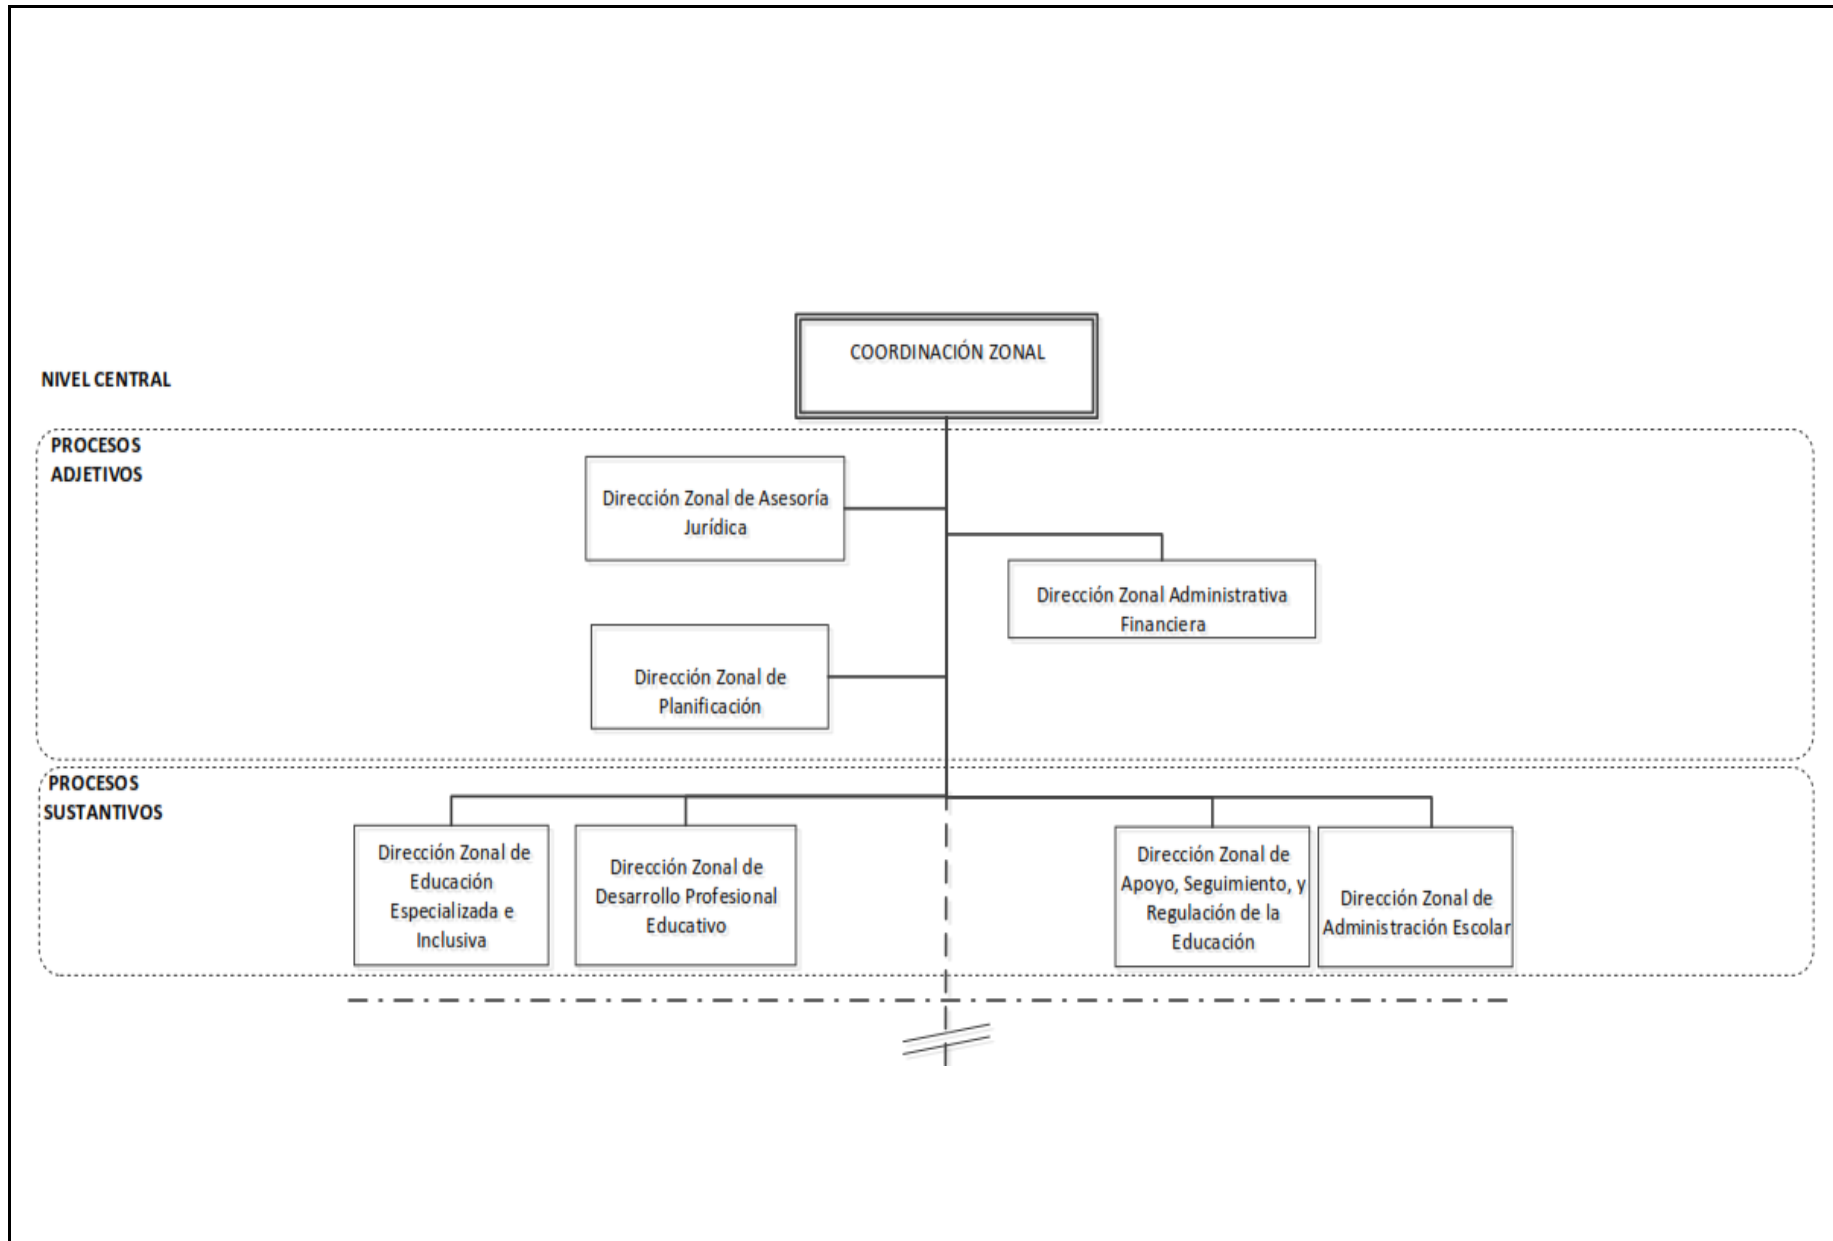 COORDINACIÓN ZONAL
NIVEL CENTRAL
PROCESOS
ADJETIVOS
Dirección Zonal de Asesoría
Jurídica
Dirección Zonal Administrativa
Financiera
Dirección Zonal de
Planificación
PROCESOS
SUSTANTIVOS
Dirección Zonal de
Educación
Especializada e
Inclusiva
Dirección Zonal de
Desarrollo Profesional
Educativo
Dirección Zonal de
Apoyo, Seguimiento, y
Regulación de la
Educación
Dirección Zonal de
Administración Escolar